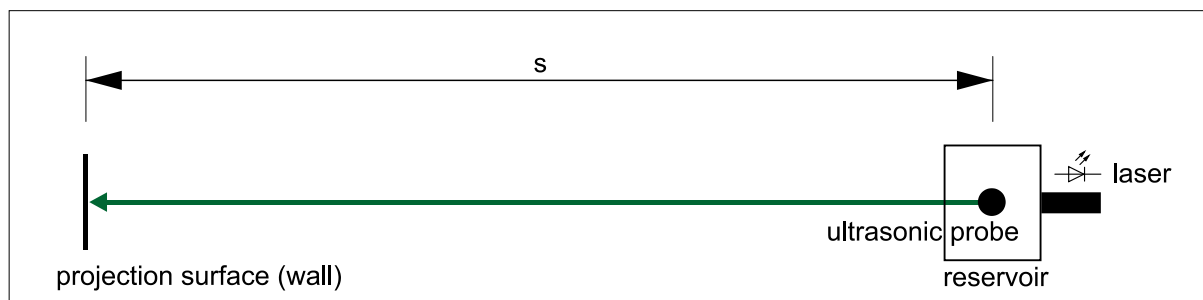 s
laser
ultrasonic probe
reservoir
projection surface (wall)